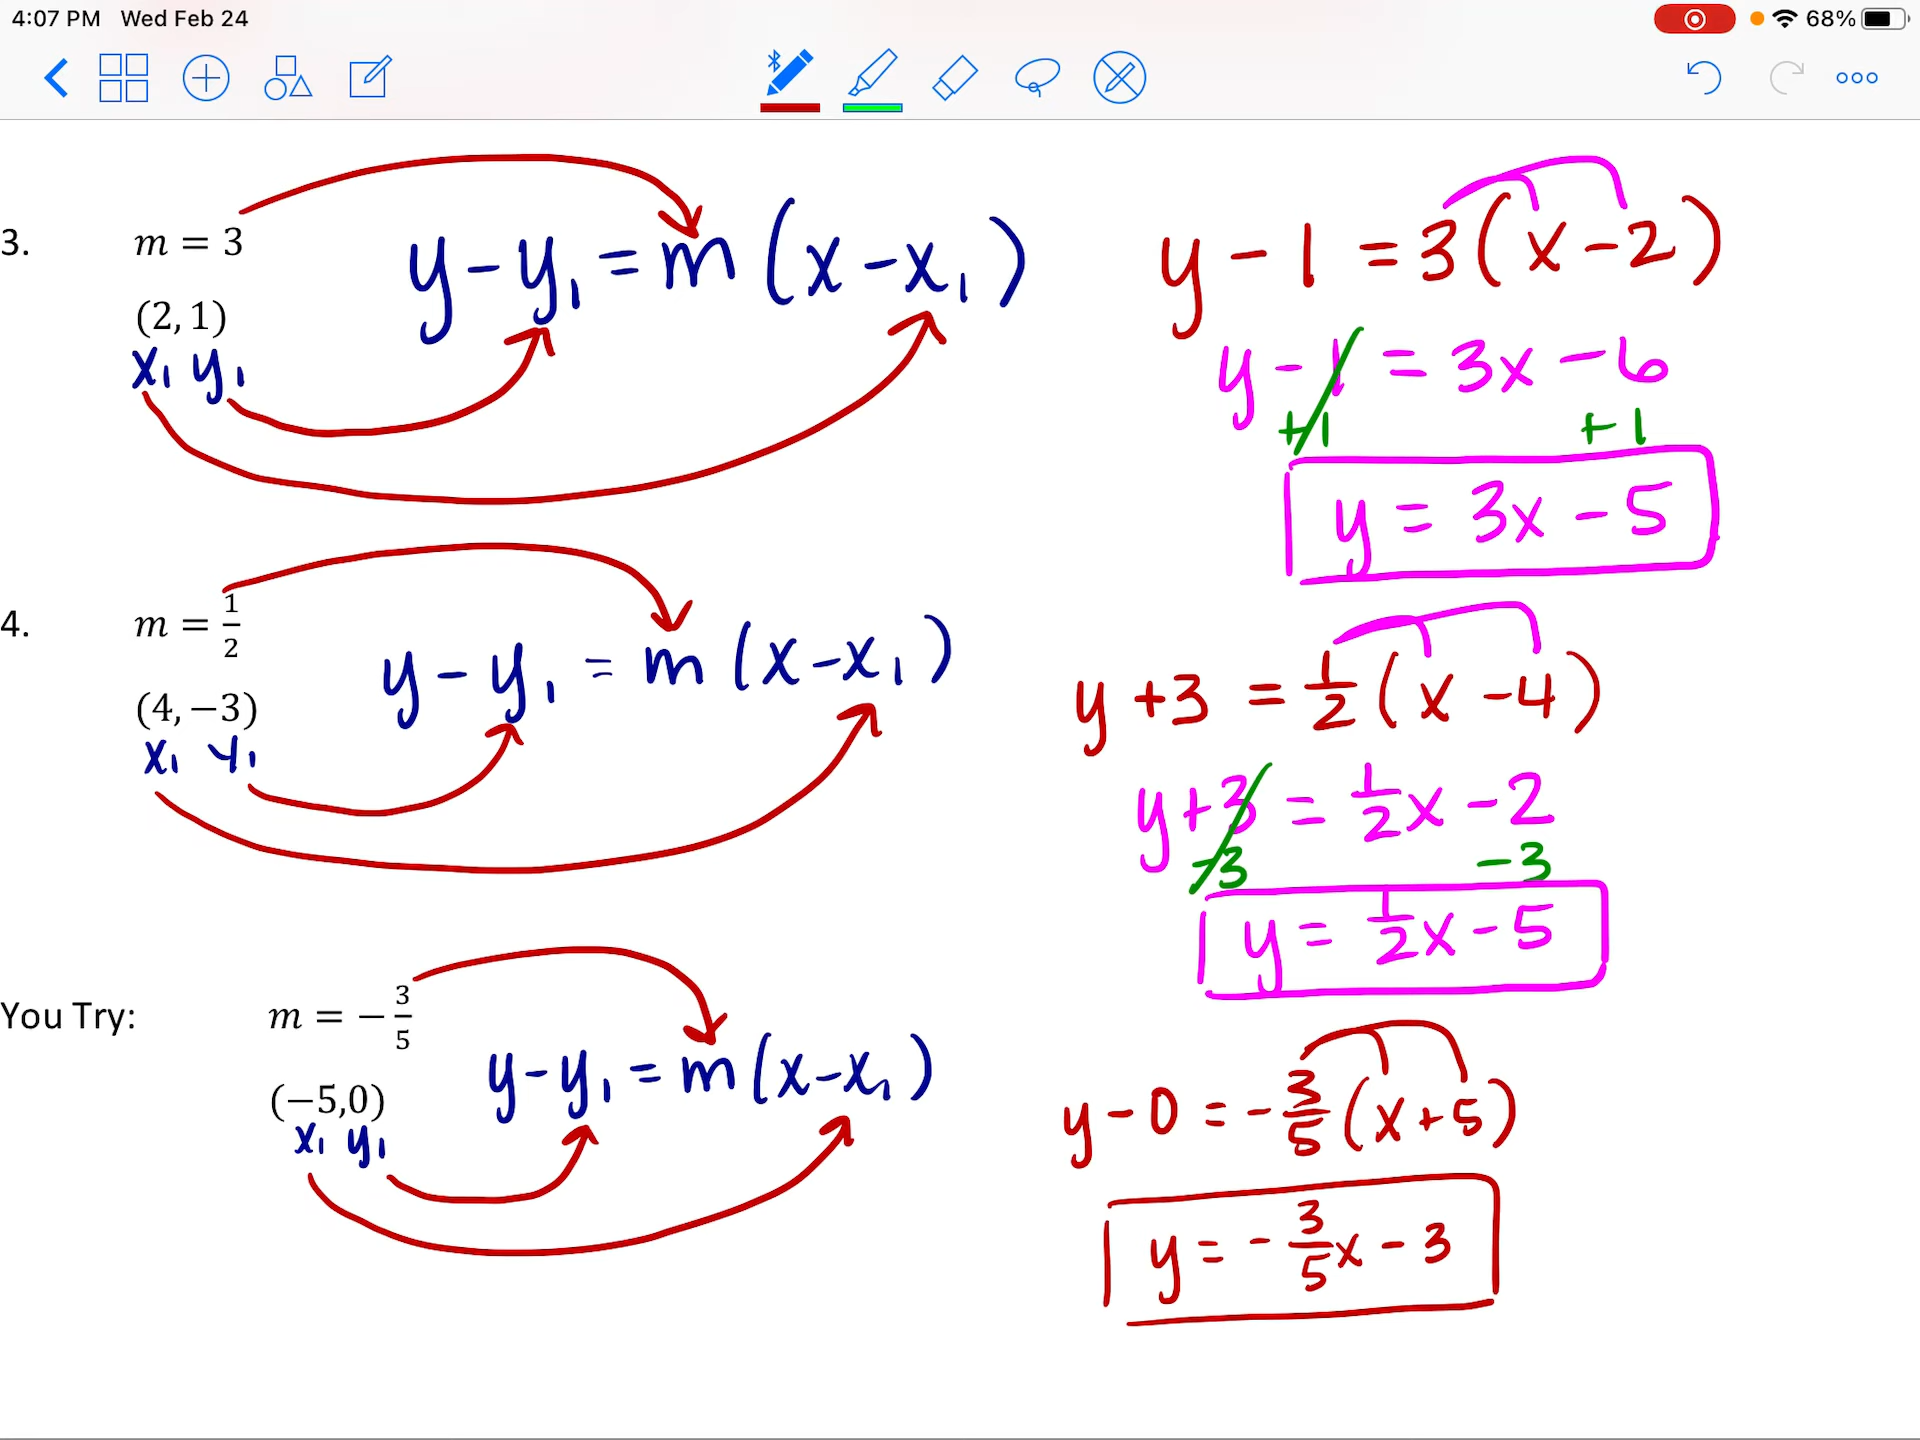 4:07 PM Wed Feb 24
68%
3. m = 3
(2, 1)
x₁ y₁
y - y₁ = m (x - x₁)
y - 1 = 3(x - 2)
y - 1 = 3x - 6
+1 +1
y = 3x - 5
4. m = 1/2
(4, −3)
x₁ y₁
y - y₁ = m (x - x₁)
y + 3 = 1/2 (x - 4)
y + 3 = 1/2 x - 2
-3 -3
y = 1/2 x - 5
You Try: m = − 3/5
(−5,0)
x₁ y₁
y - y₁ = m (x - x₁)
y - 0 = - 3/5 (x + 5)
y = - 3/5 x - 3